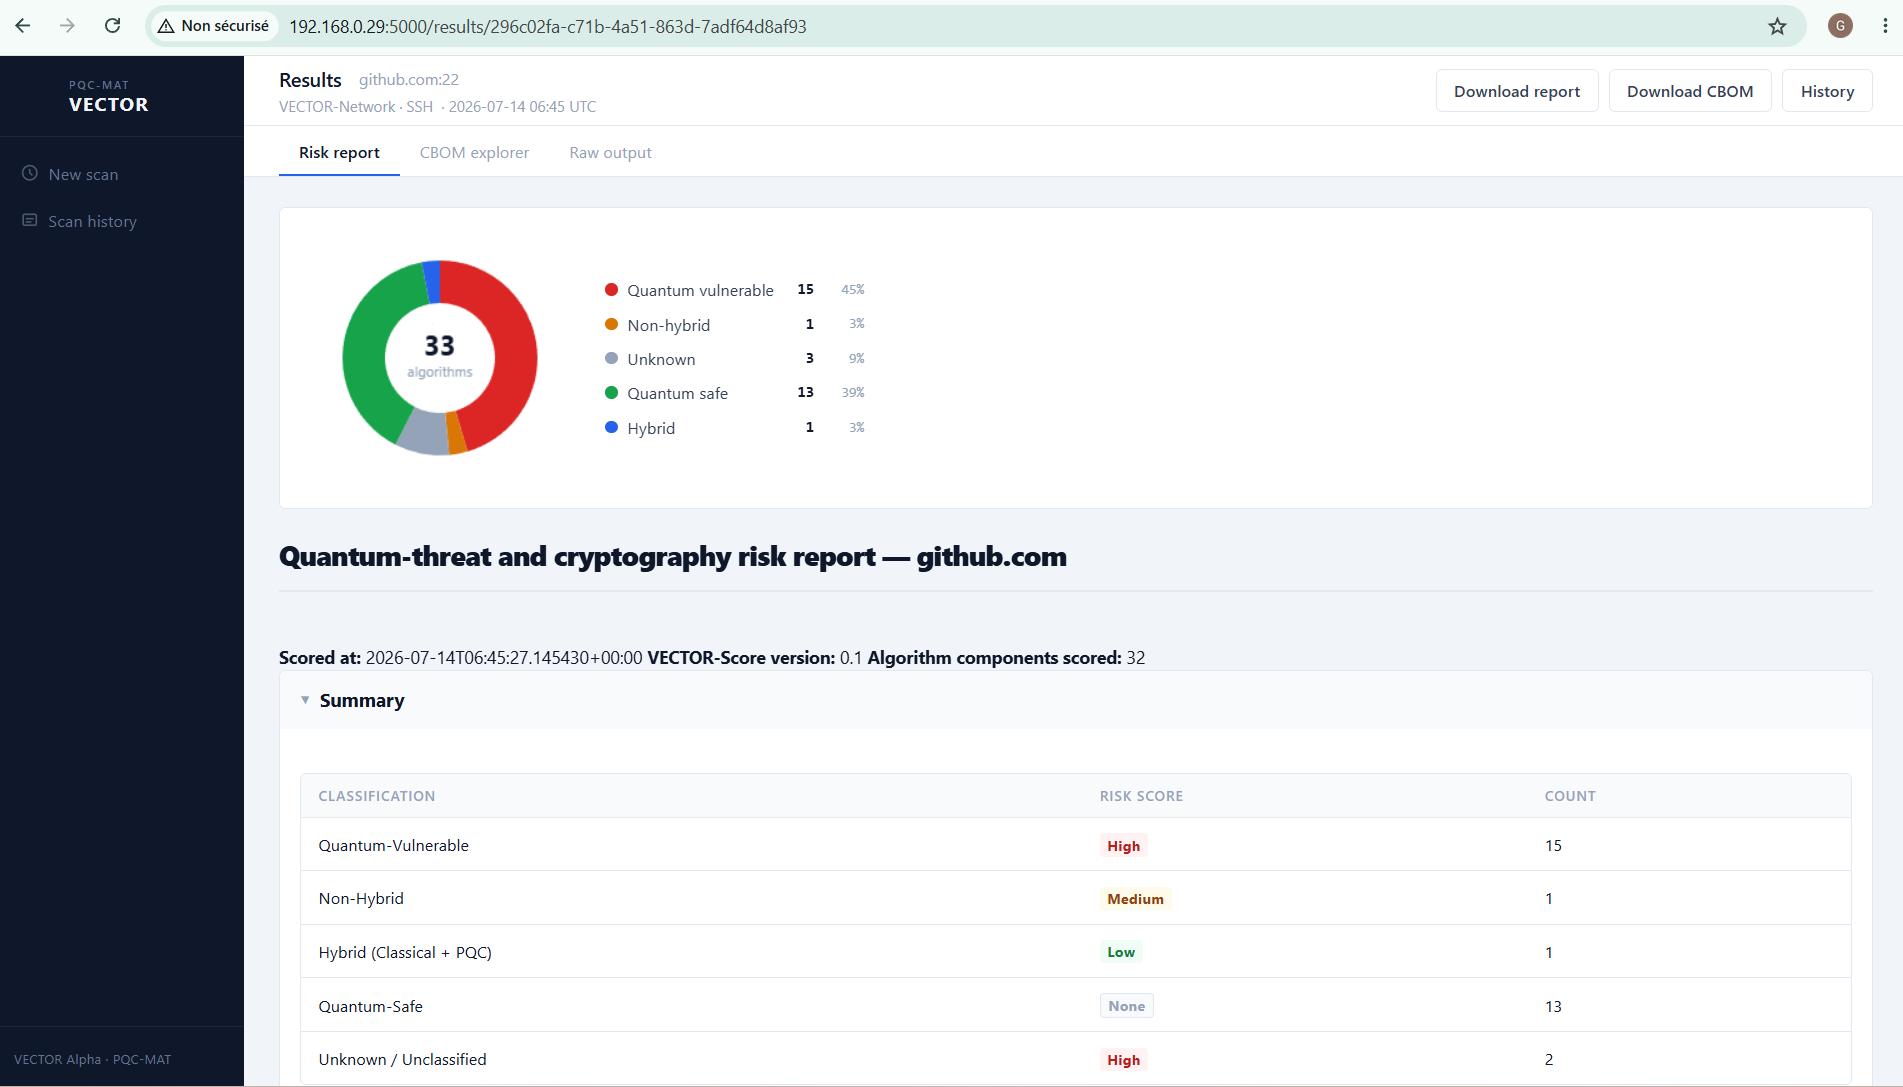 Non sécurisé 192.168.0.29:5000/results/296c02fa-c71b-4a51-863d-7adf64d8af93 G
PQC-MAT
VECTOR
New scan
Scan history
VECTOR Alpha · PQC-MAT
Results github.com:22
VECTOR-Network · SSH · 2026-07-14 06:45 UTC
Download report Download CBOM History
Risk report CBOM explorer Raw output
33
algorithms
Quantum vulnerable 15 45%
Non-hybrid 1 3%
Unknown 3 9%
Quantum safe 13 39%
Hybrid 1 3%
Quantum-threat and cryptography risk report — github.com
Scored at: 2026-07-14T06:45:27.145430+00:00 VECTOR-Score version: 0.1 Algorithm components scored: 32
Summary
CLASSIFICATION RISK SCORE COUNT
Quantum-Vulnerable High 15
Non-Hybrid Medium 1
Hybrid (Classical + PQC) Low 1
Quantum-Safe None 13
Unknown / Unclassified High 2